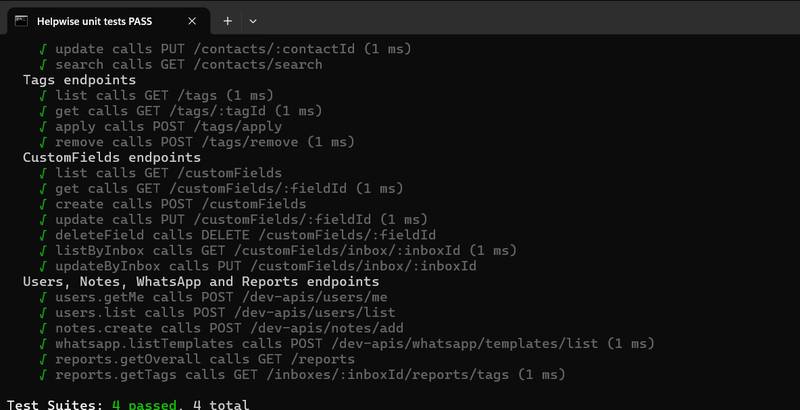 Helpwise unit tests PASS
√ update calls PUT /contacts/:contactId (1 ms)
√ search calls GET /contacts/search
Tags endpoints
√ list calls GET /tags (1 ms)
√ get calls GET /tags/:tagId (1 ms)
√ apply calls POST /tags/apply
√ remove calls POST /tags/remove (1 ms)
CustomFields endpoints
√ list calls GET /customFields
√ get calls GET /customFields/:fieldId (1 ms)
√ create calls POST /customFields
√ update calls PUT /customFields/:fieldId (1 ms)
√ deleteField calls DELETE /customFields/:fieldId
√ listByInbox calls GET /customFields/inbox/:inboxId (1 ms)
√ updateByInbox calls PUT /customFields/inbox/:inboxId
Users, Notes, WhatsApp and Reports endpoints
√ users.getMe calls POST /dev-apis/users/me
√ users.list calls POST /dev-apis/users/list
√ notes.create calls POST /dev-apis/notes/add
√ whatsapp.listTemplates calls POST /dev-apis/whatsapp/templates/list (1 ms)
√ reports.getOverall calls GET /reports
√ reports.getTags calls GET /inboxes/:inboxId/reports/tags (1 ms)
Test Suites: 4 passed, 4 total